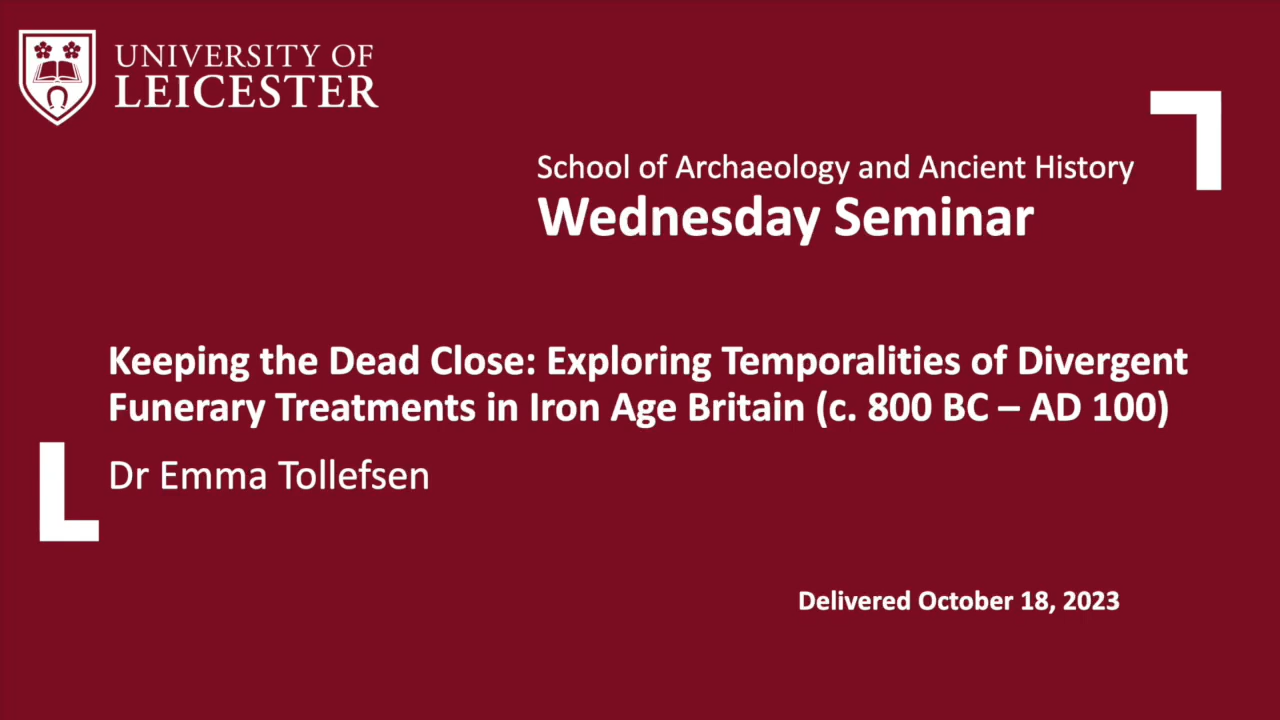 UNIVERSITY OF
LEICESTER
School of Archaeology and Ancient History
Wednesday Seminar
Keeping the Dead Close: Exploring Temporalities of Divergent
Funerary Treatments in Iron Age Britain (c. 800 BC – AD 100)
Dr Emma Tollefsen
Delivered October 18, 2023